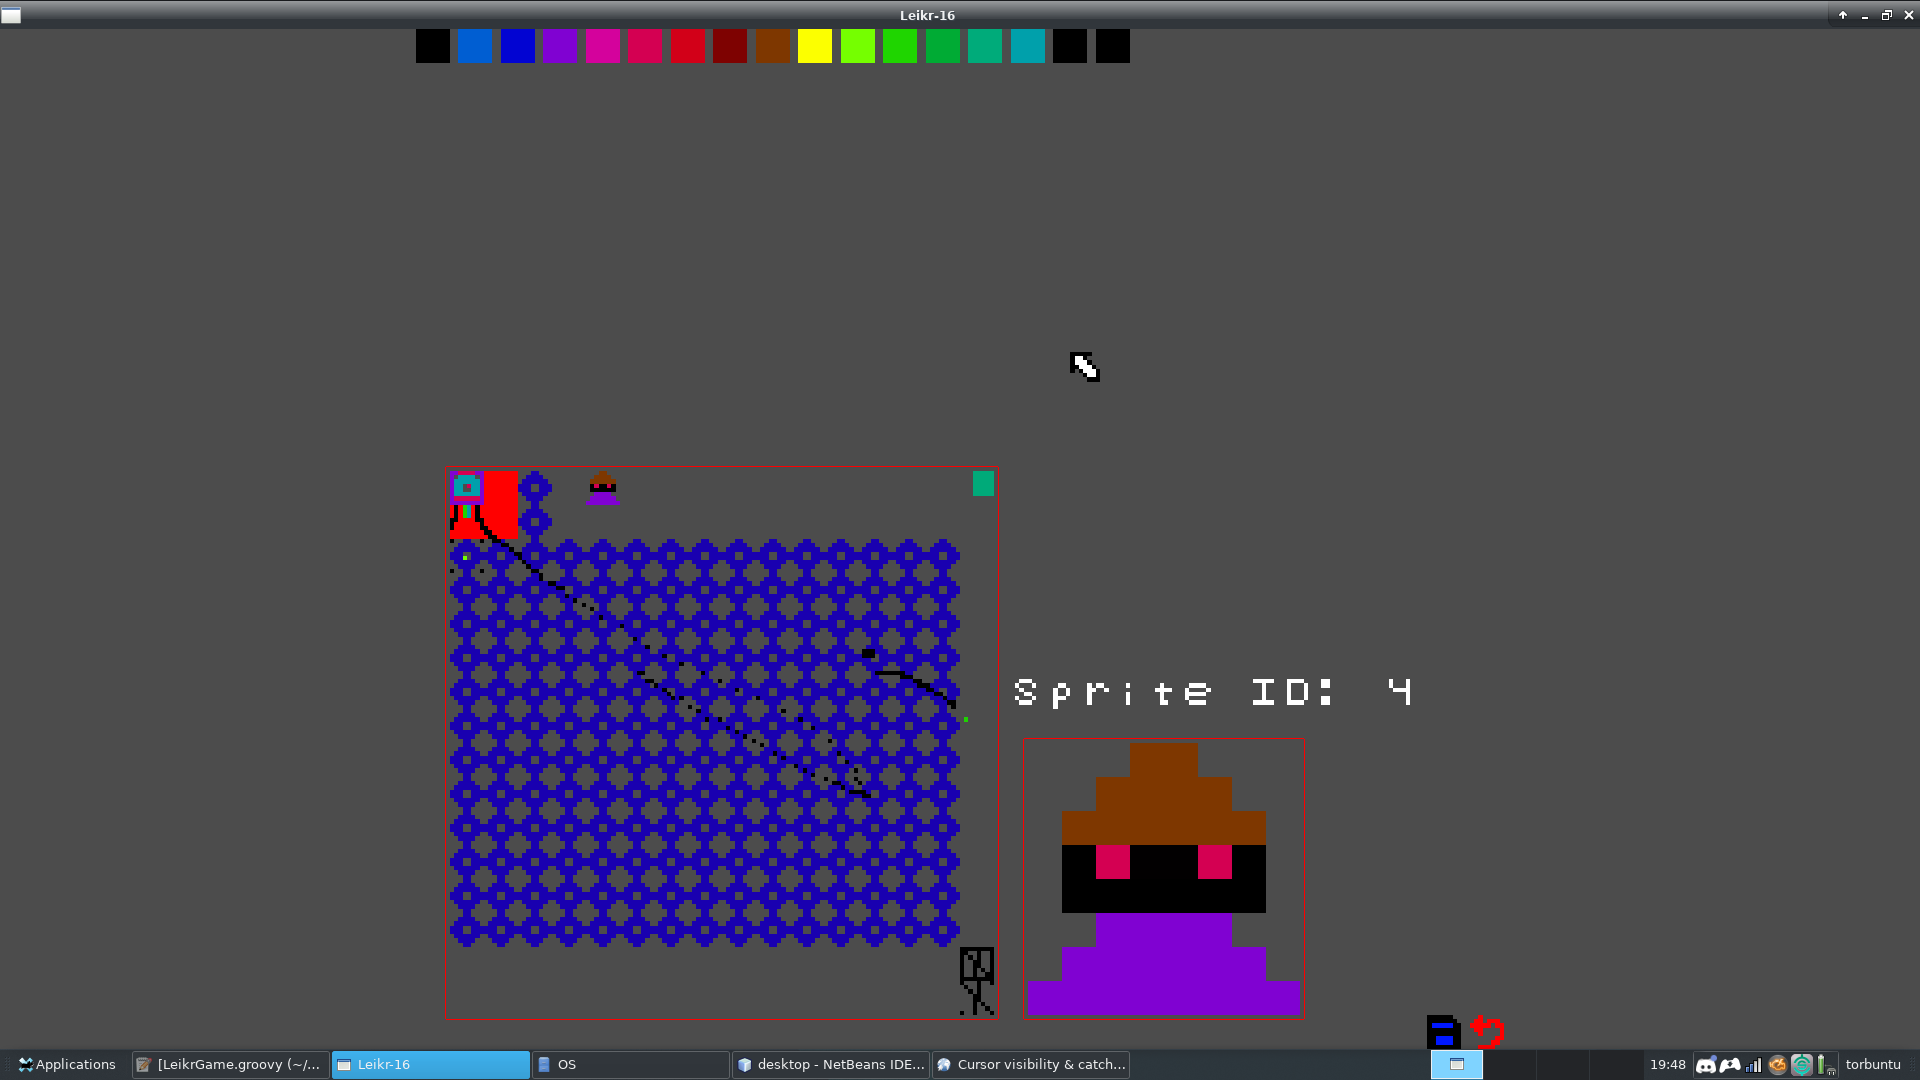 Leikr-16
Sprite ID: 4
Applications
[LeikrGame.groovy (~/...
Leikr-16
OS
desktop - NetBeans IDE...
Cursor visibility & catch...
19:48
torbuntu